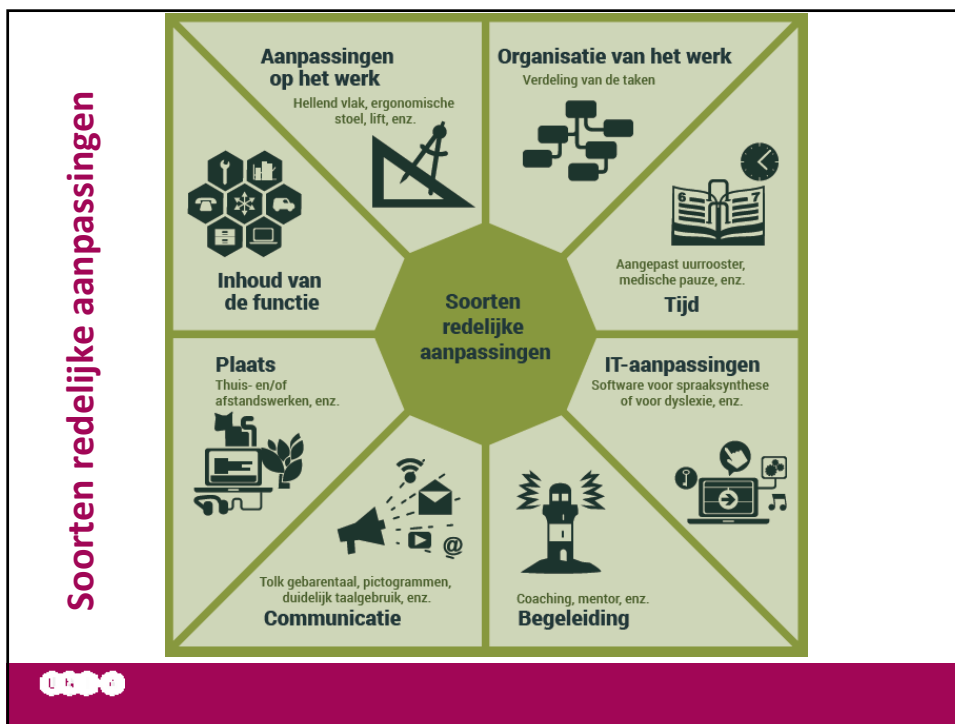 Soorten redelijke aanpassingen
Aanpassingen
op het werk
Hellend vlak, ergonomische
stoel, lift, enz.
Organisatie van het werk
Verdeling van de taken
6
7
Aangepast uurrooster,
medische pauze, enz.
Tijd
Inhoud van
de functie
Soorten
redelijke
aanpassingen
Plaats
Thuis- en/of
afstandswerken, enz.
IT-aanpassingen
Software voor spraaksynthese
of voor dyslexie, enz.
@
Tolk gebarentaal, pictogrammen,
duidelijk taalgebruik, enz.
Communicatie
Coaching, mentor, enz.
Begeleiding